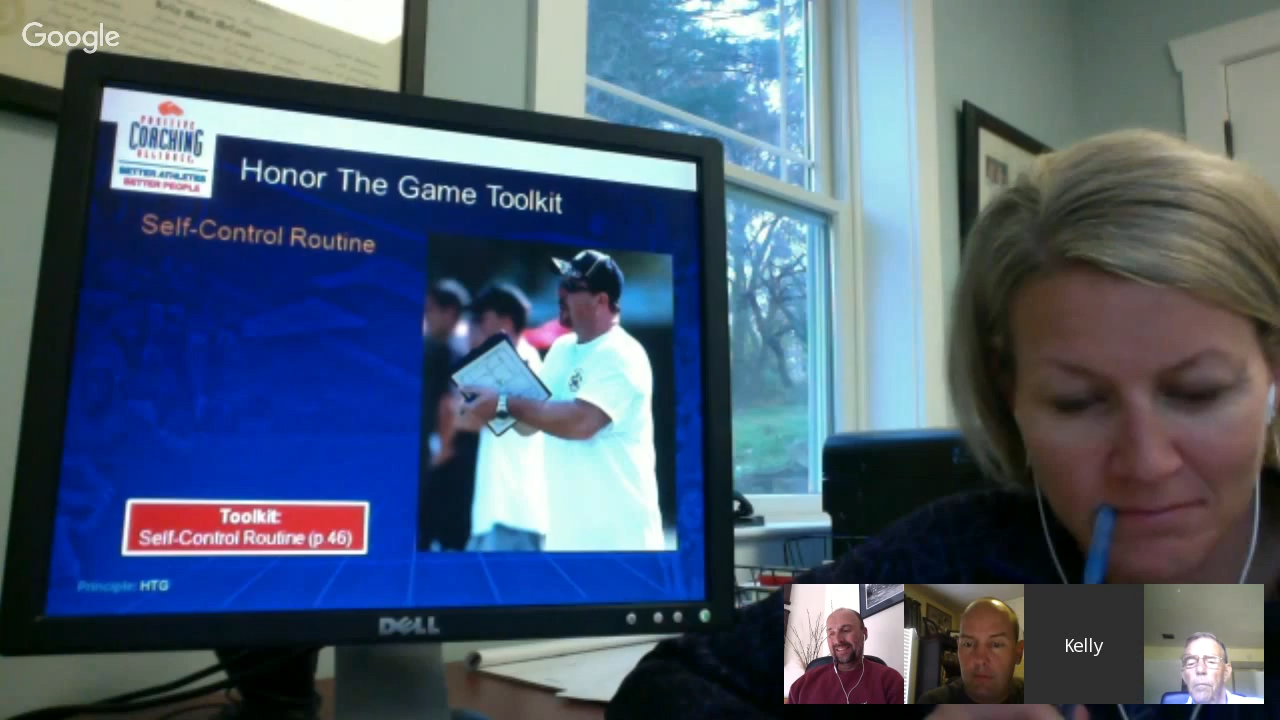 Google
POSITIVE
COACHING
ALLIANCE
BETTER ATHLETES
BETTER PEOPLE
Honor The Game Toolkit
Self-Control Routine
Toolkit:
Self-Control Routine (p 46)
Principle: HTG
DELL
Kelly